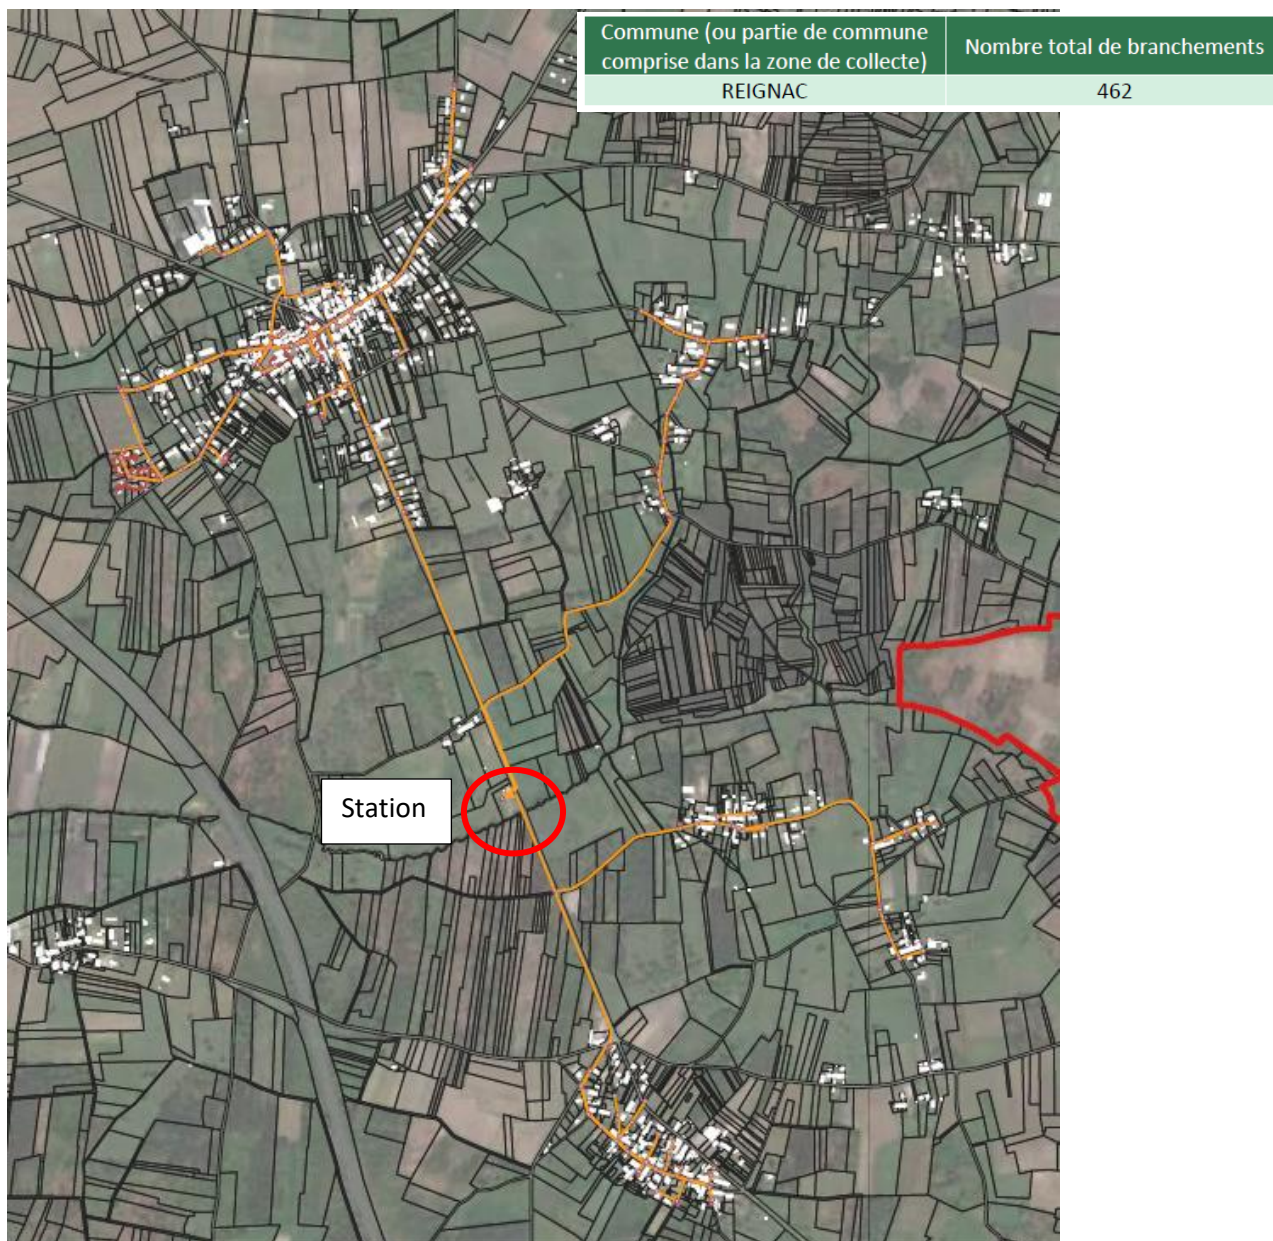 Commune (ou partie de commune
comprise dans la zone de collecte)
Nombre total de branchements
REIGNAC
462
Station